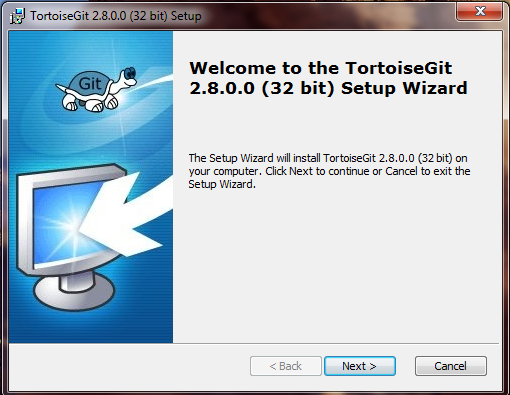 TortoiseGit 2.8.0.0 (32 bit) Setup
Git
Welcome to the TortoiseGit
2.8.0.0 (32 bit) Setup Wizard
The Setup Wizard will install TortoiseGit 2.8.0.0 (32 bit) on
your computer. Click Next to continue or Cancel to exit the
Setup Wizard.
< Back
Next >
Cancel